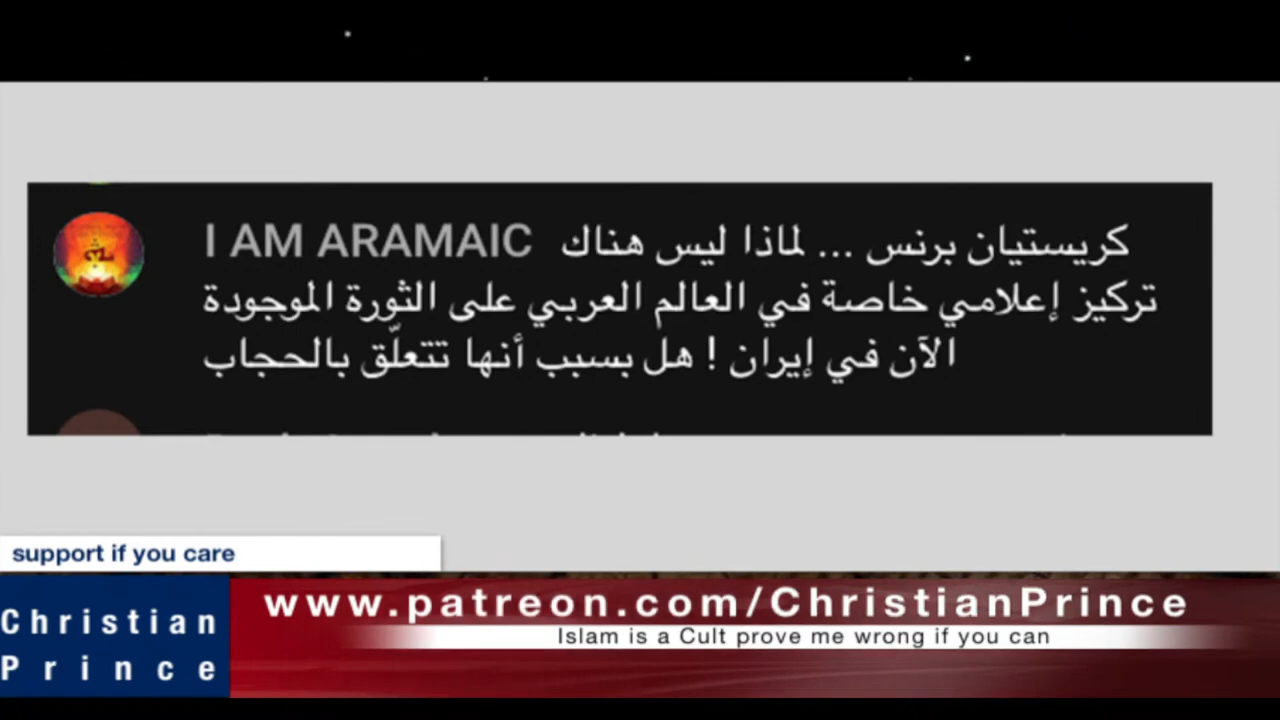 I AM ARAMAIC كريستيان برنس ... لماذا ليس هناك
تركيز إعلامي خاصة في العالم العربي على الثورة الموجودة
الآن في إيران ! هل بسبب أنها تتعلّق بالحجاب
support if you care
Christian
Prince
www.patreon.com/ChristianPrince
Islam is a Cult prove me wrong if you can